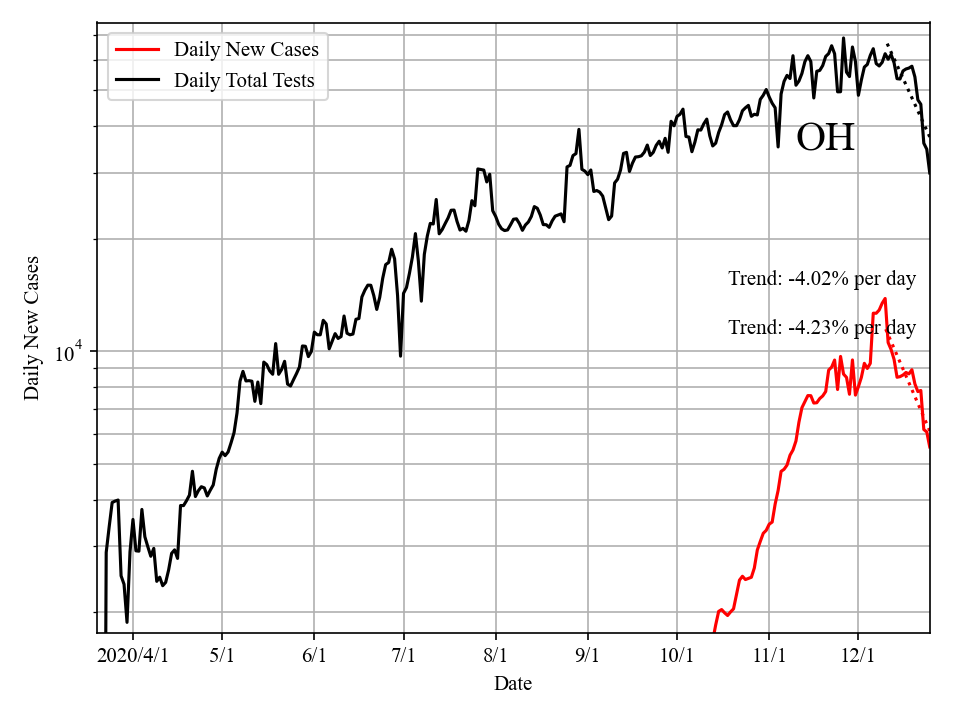 Daily New Cases
Daily Total Tests
OH
Trend: -4.02% per day
Trend: -4.23% per day
Daily New Cases
10^4
2020/4/1 5/1 6/1 7/1 8/1 9/1 10/1 11/1 12/1
Date